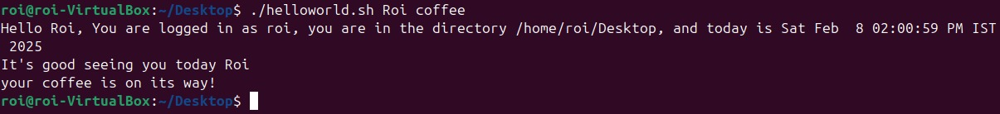 roi@roi-VirtualBox:~/Desktop$ ./helloworld.sh Roi coffee
Hello Roi, You are logged in as roi, you are in the directory /home/roi/Desktop, and today is Sat Feb  8 02:00:59 PM IST
 2025
It's good seeing you today Roi
your coffee is on its way!
roi@roi-VirtualBox:~/Desktop$